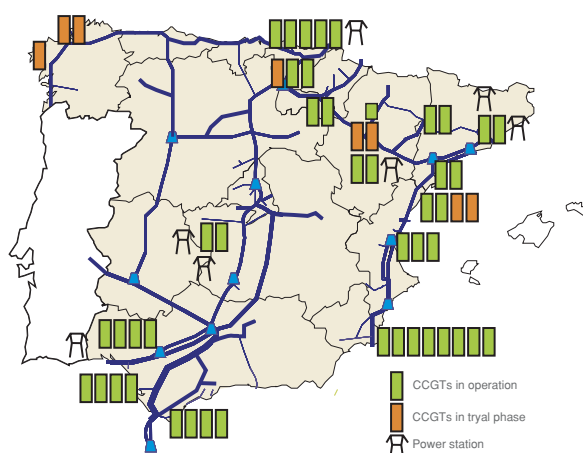 CCGTs in operation
CCGTs in tryal phase
Power station